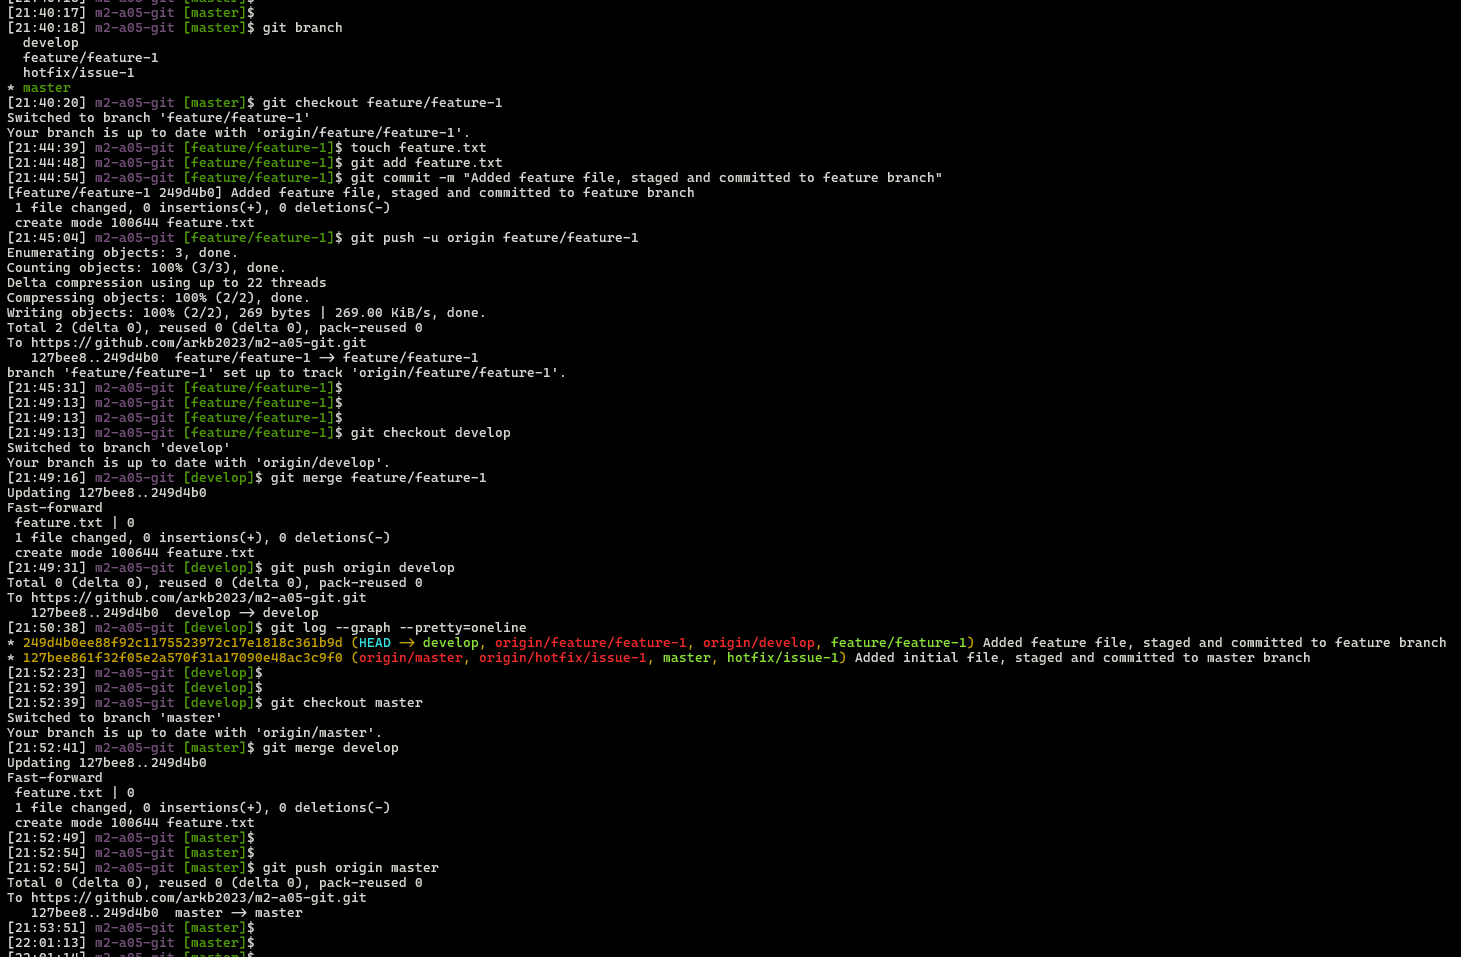 [21:40:17] m2-a05-git [master]$
[21:40:18] m2-a05-git [master]$ git branch
  develop
  feature/feature-1
  hotfix/issue-1
* master
[21:40:20] m2-a05-git [master]$ git checkout feature/feature-1
Switched to branch 'feature/feature-1'
Your branch is up to date with 'origin/feature/feature-1'.
[21:44:39] m2-a05-git [feature/feature-1]$ touch feature.txt
[21:44:48] m2-a05-git [feature/feature-1]$ git add feature.txt
[21:44:54] m2-a05-git [feature/feature-1]$ git commit -m "Added feature file, staged and committed to feature branch"
[feature/feature-1 249d4b0] Added feature file, staged and committed to feature branch
 1 file changed, 0 insertions(+), 0 deletions(-)
 create mode 100644 feature.txt
[21:45:04] m2-a05-git [feature/feature-1]$ git push -u origin feature/feature-1
Enumerating objects: 3, done.
Counting objects: 100% (3/3), done.
Delta compression using up to 22 threads
Compressing objects: 100% (2/2), done.
Writing objects: 100% (2/2), 269 bytes | 269.00 KiB/s, done.
Total 2 (delta 0), reused 0 (delta 0), pack-reused 0
To https://github.com/arkb2023/m2-a05-git.git
   127bee8..249d4b0  feature/feature-1 -> feature/feature-1
branch 'feature/feature-1' set up to track 'origin/feature/feature-1'.
[21:45:31] m2-a05-git [feature/feature-1]$
[21:49:13] m2-a05-git [feature/feature-1]$
[21:49:13] m2-a05-git [feature/feature-1]$
[21:49:13] m2-a05-git [feature/feature-1]$ git checkout develop
Switched to branch 'develop'
Your branch is up to date with 'origin/develop'.
[21:49:16] m2-a05-git [develop]$ git merge feature/feature-1
Updating 127bee8..249d4b0
Fast-forward
 feature.txt | 0
 1 file changed, 0 insertions(+), 0 deletions(-)
 create mode 100644 feature.txt
[21:49:31] m2-a05-git [develop]$ git push origin develop
Total 0 (delta 0), reused 0 (delta 0), pack-reused 0
To https://github.com/arkb2023/m2-a05-git.git
   127bee8..249d4b0  develop -> develop
[21:50:38] m2-a05-git [develop]$ git log --graph --pretty=oneline
* 249d4b0ee88f92c1175523972c17e1818c361b9d (HEAD -> develop, origin/feature/feature-1, origin/develop, feature/feature-1) Added feature file, staged and committed to feature branch
* 127bee861f32f05e2a570f31a17090e48ac3c9f0 (origin/master, origin/hotfix/issue-1, master, hotfix/issue-1) Added initial file, staged and committed to master branch
[21:52:23] m2-a05-git [develop]$
[21:52:39] m2-a05-git [develop]$
[21:52:39] m2-a05-git [develop]$ git checkout master
Switched to branch 'master'
Your branch is up to date with 'origin/master'.
[21:52:41] m2-a05-git [master]$ git merge develop
Updating 127bee8..249d4b0
Fast-forward
 feature.txt | 0
 1 file changed, 0 insertions(+), 0 deletions(-)
 create mode 100644 feature.txt
[21:52:49] m2-a05-git [master]$
[21:52:54] m2-a05-git [master]$
[21:52:54] m2-a05-git [master]$ git push origin master
Total 0 (delta 0), reused 0 (delta 0), pack-reused 0
To https://github.com/arkb2023/m2-a05-git.git
   127bee8..249d4b0  master -> master
[21:53:51] m2-a05-git [master]$
[22:01:13] m2-a05-git [master]$
[22:01:14] m2-a05-git [master]$